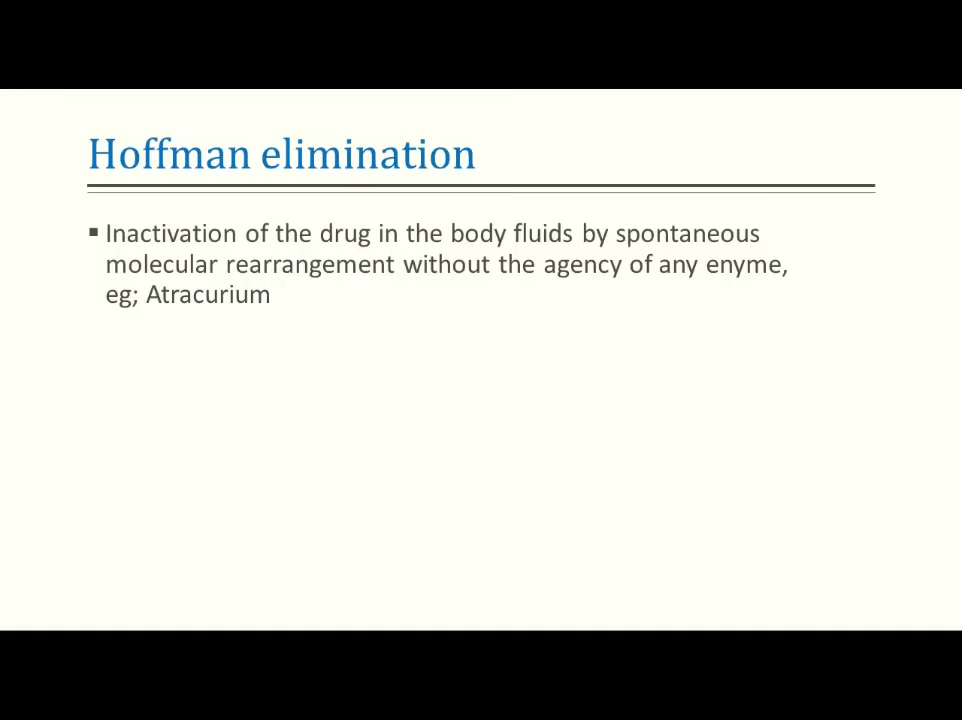 Hoffman elimination
▪ Inactivation of the drug in the body fluids by spontaneous
molecular rearrangement without the agency of any enyme,
eg; Atracurium